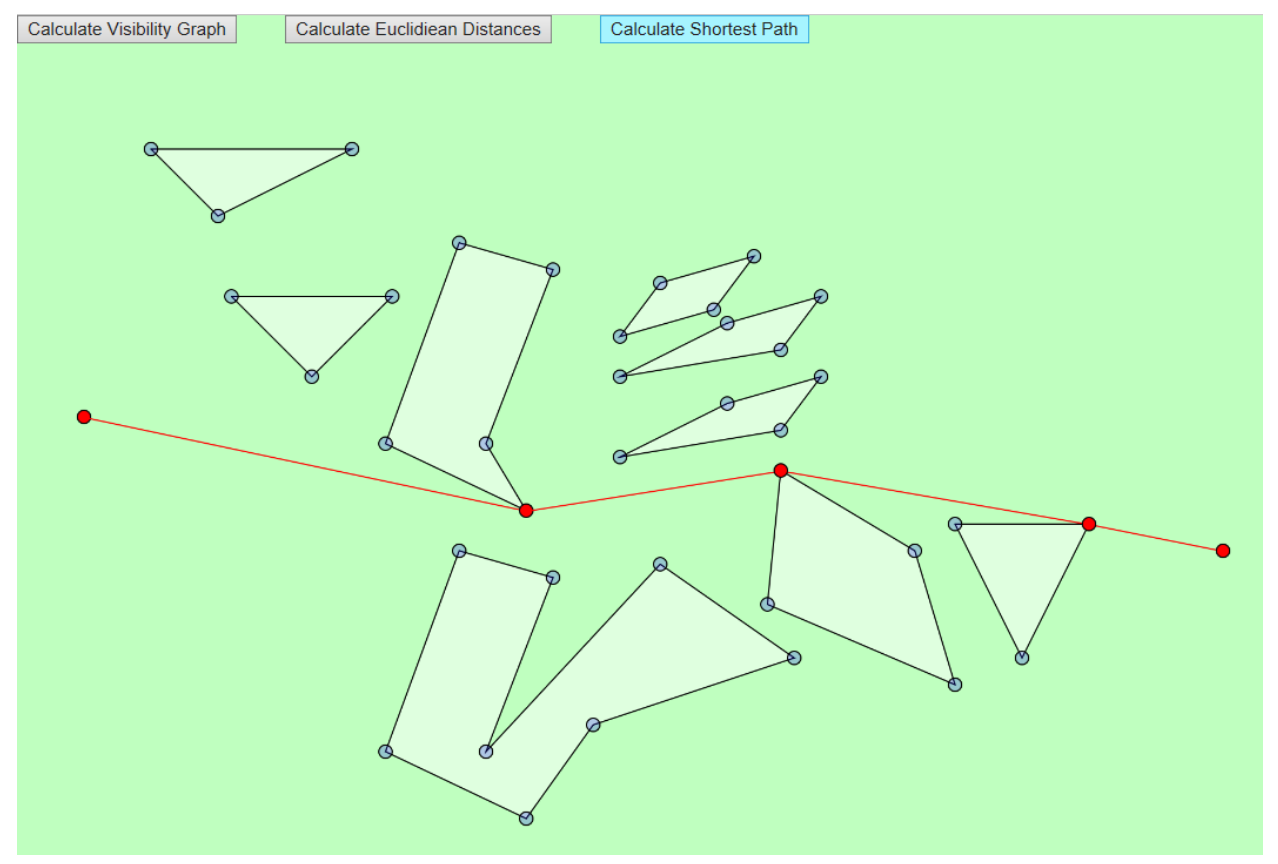 Calculate Visibility Graph
Calculate Euclidiean Distances
Calculate Shortest Path